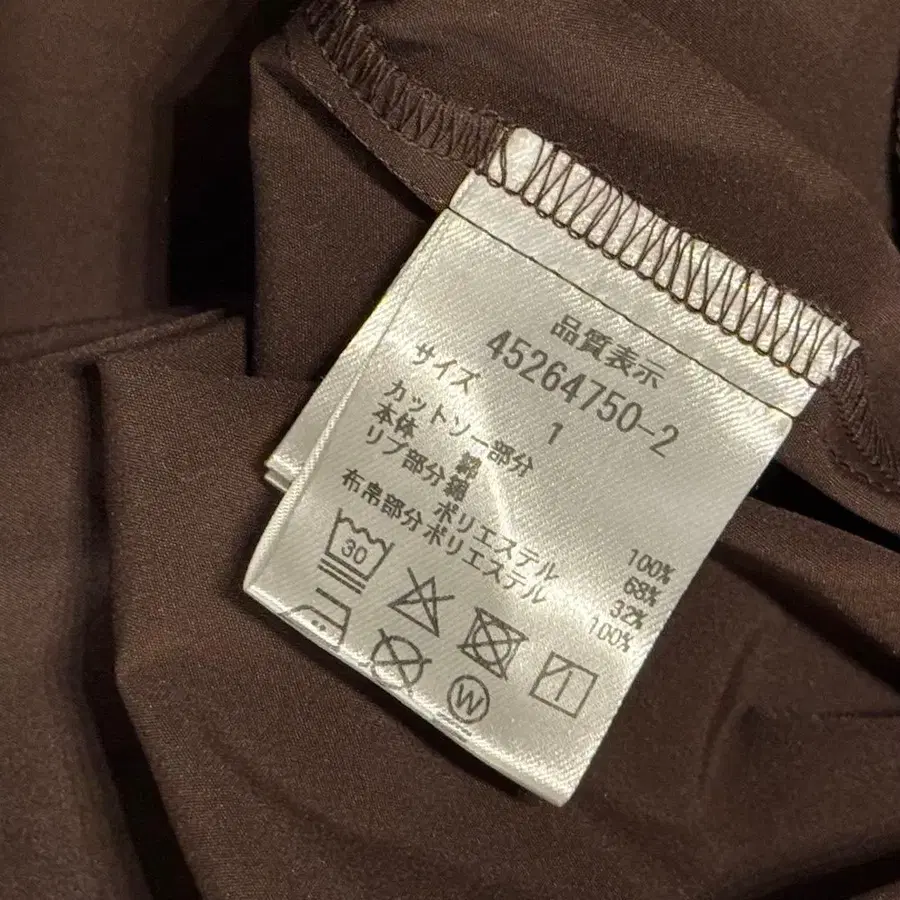 品質表示
45264750-2
サイズ 1
カットソー部分
本体 綿 100%
リブ部分綿 68%
ポリエステル 32%
布帛部分ポリエステル 100%
30
W